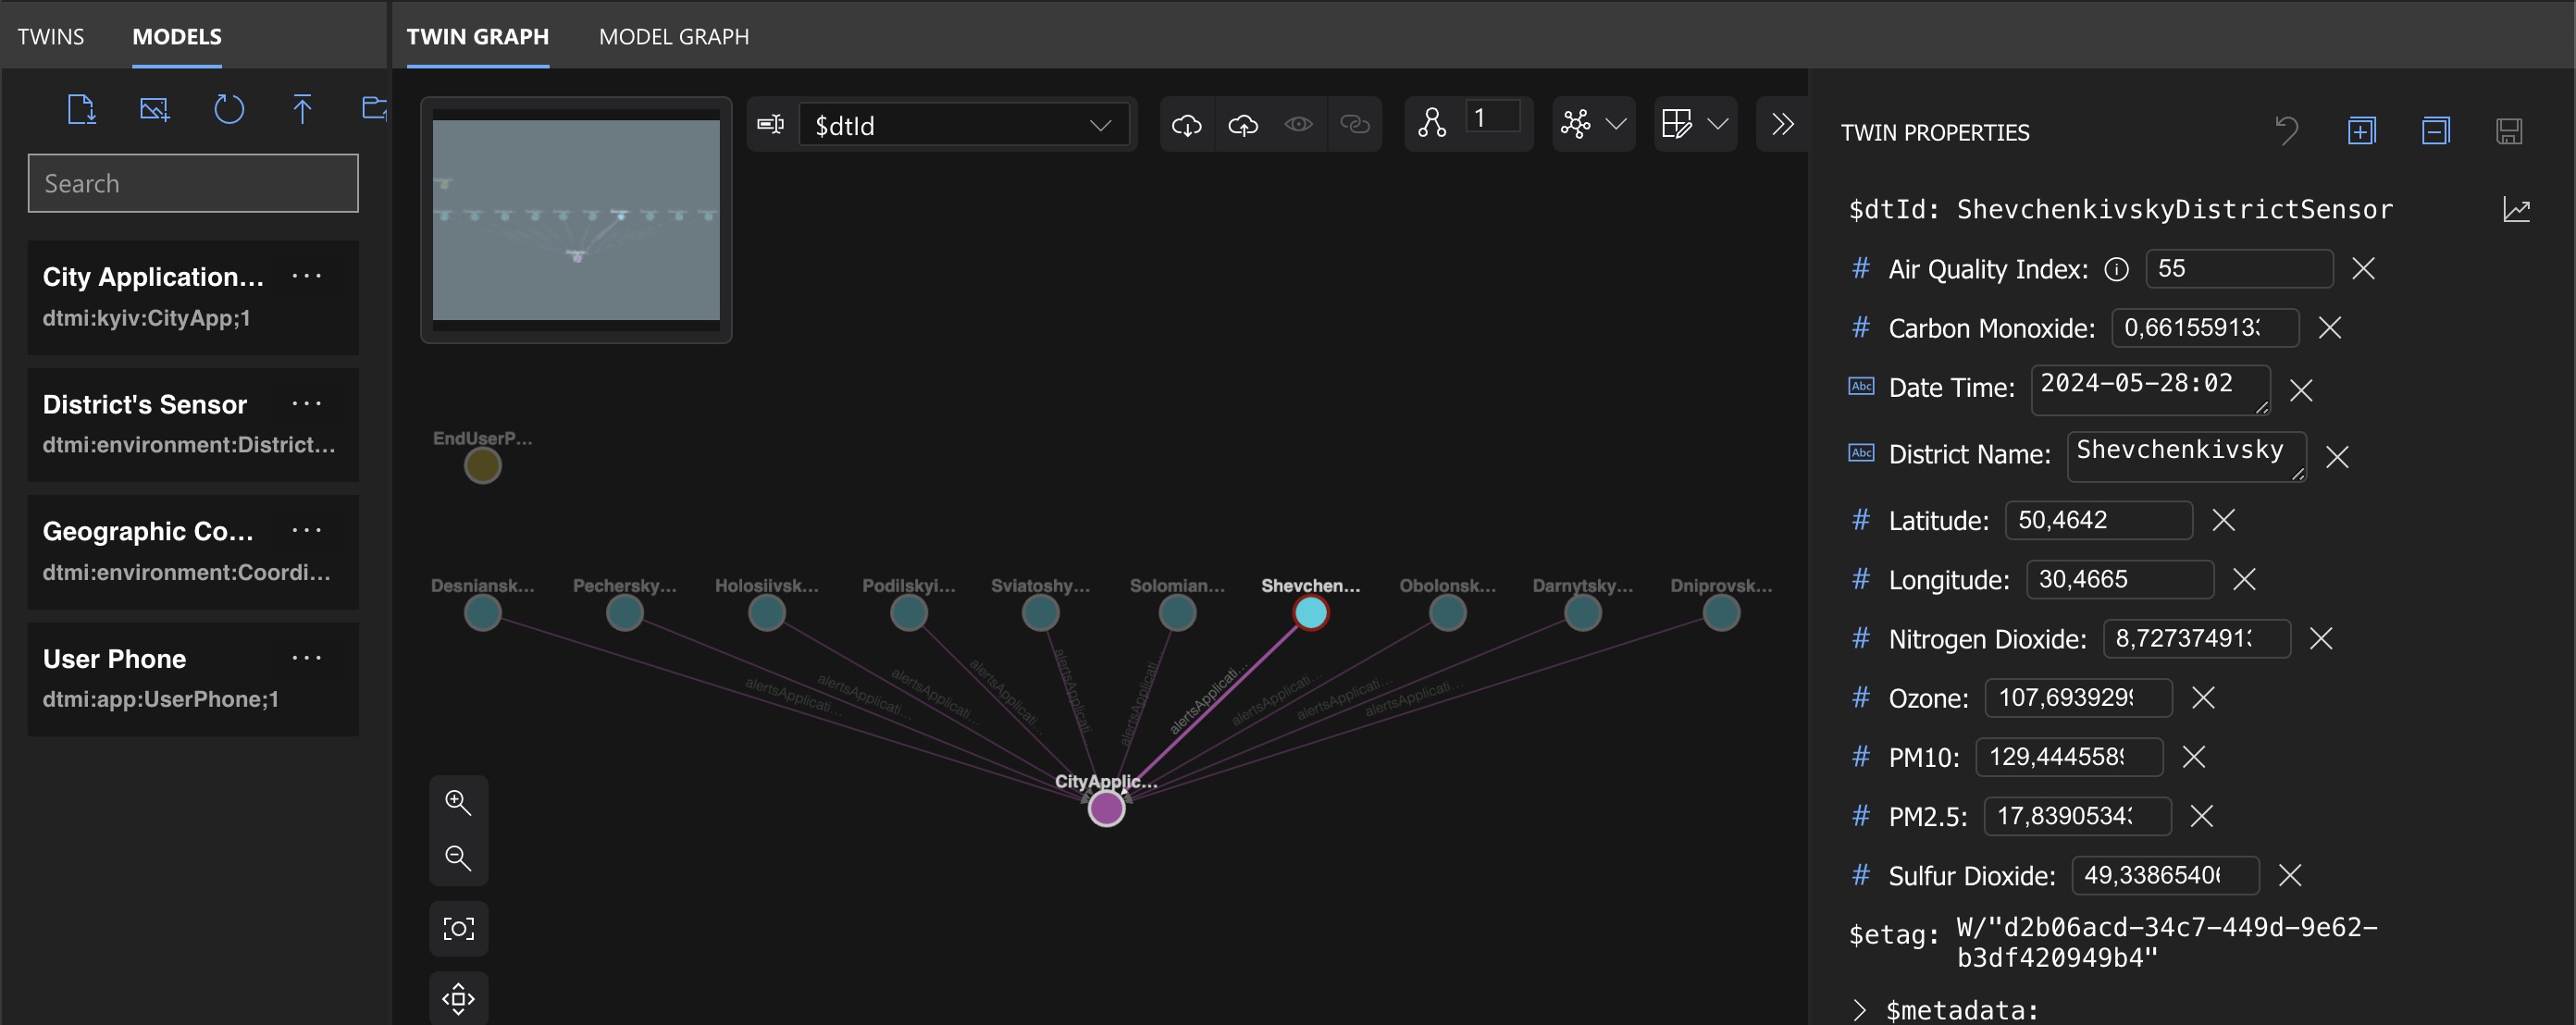 TWINS
MODELS
TWIN GRAPH
MODEL GRAPH
Search
City Application...
dtmi:kyiv:CityApp;1
District's Sensor
dtmi:environment:District...
Geographic Co...
dtmi:environment:Coordi...
User Phone
dtmi:app:UserPhone;1
$dtId
1
EndUserP...
Desniansk...
Pechersky...
Holosiivsk...
Podilskyi...
Sviatoshy...
Solomian...
Shevchen...
Obolonsk...
Darnytsky...
Dniprovsk...
alertsApplicati...
alertsApplicati...
alertsApplicati...
alertsApplicati...
alertsApplicati...
alertsApplicati...
alertsApplicati...
alertsApplicati...
alertsApplicati...
alertsApplicati...
CityApplic...
TWIN PROPERTIES
$dtId: ShevchenkivskyDistrictSensor
# Air Quality Index: 55
# Carbon Monoxide: 0,66155913
Abc Date Time: 2024-05-28:02
Abc District Name: Shevchenkivsky
# Latitude: 50,4642
# Longitude: 30,4665
# Nitrogen Dioxide: 8,72737491
# Ozone: 107,693929
# PM10: 129,444558
# PM2.5: 17,8390534
# Sulfur Dioxide: 49,3386540
$etag: W/"d2b06acd-34c7-449d-9e62-
b3df420949b4"
$metadata: